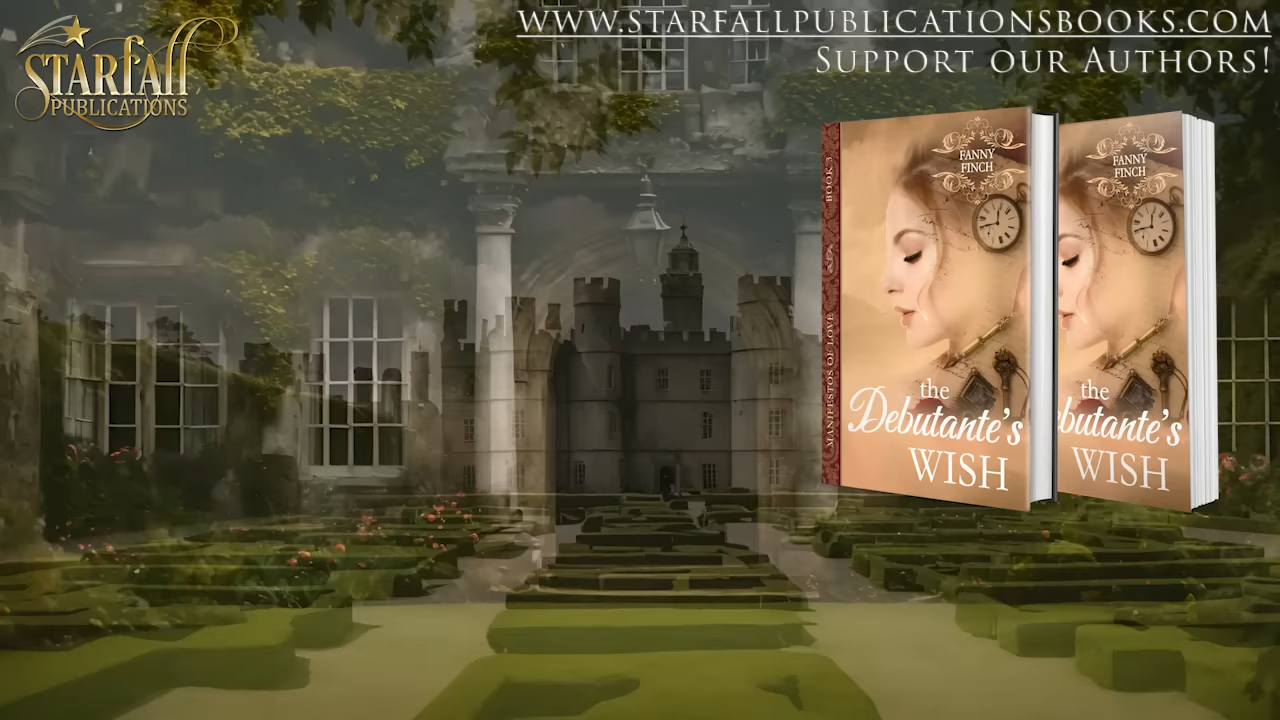 STARfall
PUBLICATIONS
WWW.STARFALLPUBLICATIONSBOOKS.COM
SUPPORT OUR AUTHORS!
BOOK 3
MANIFESTOS OF LOVE
FANNY
FINCH
the
Debutante's
WISH
FANNY
FINCH
the
ebutante's
WISH